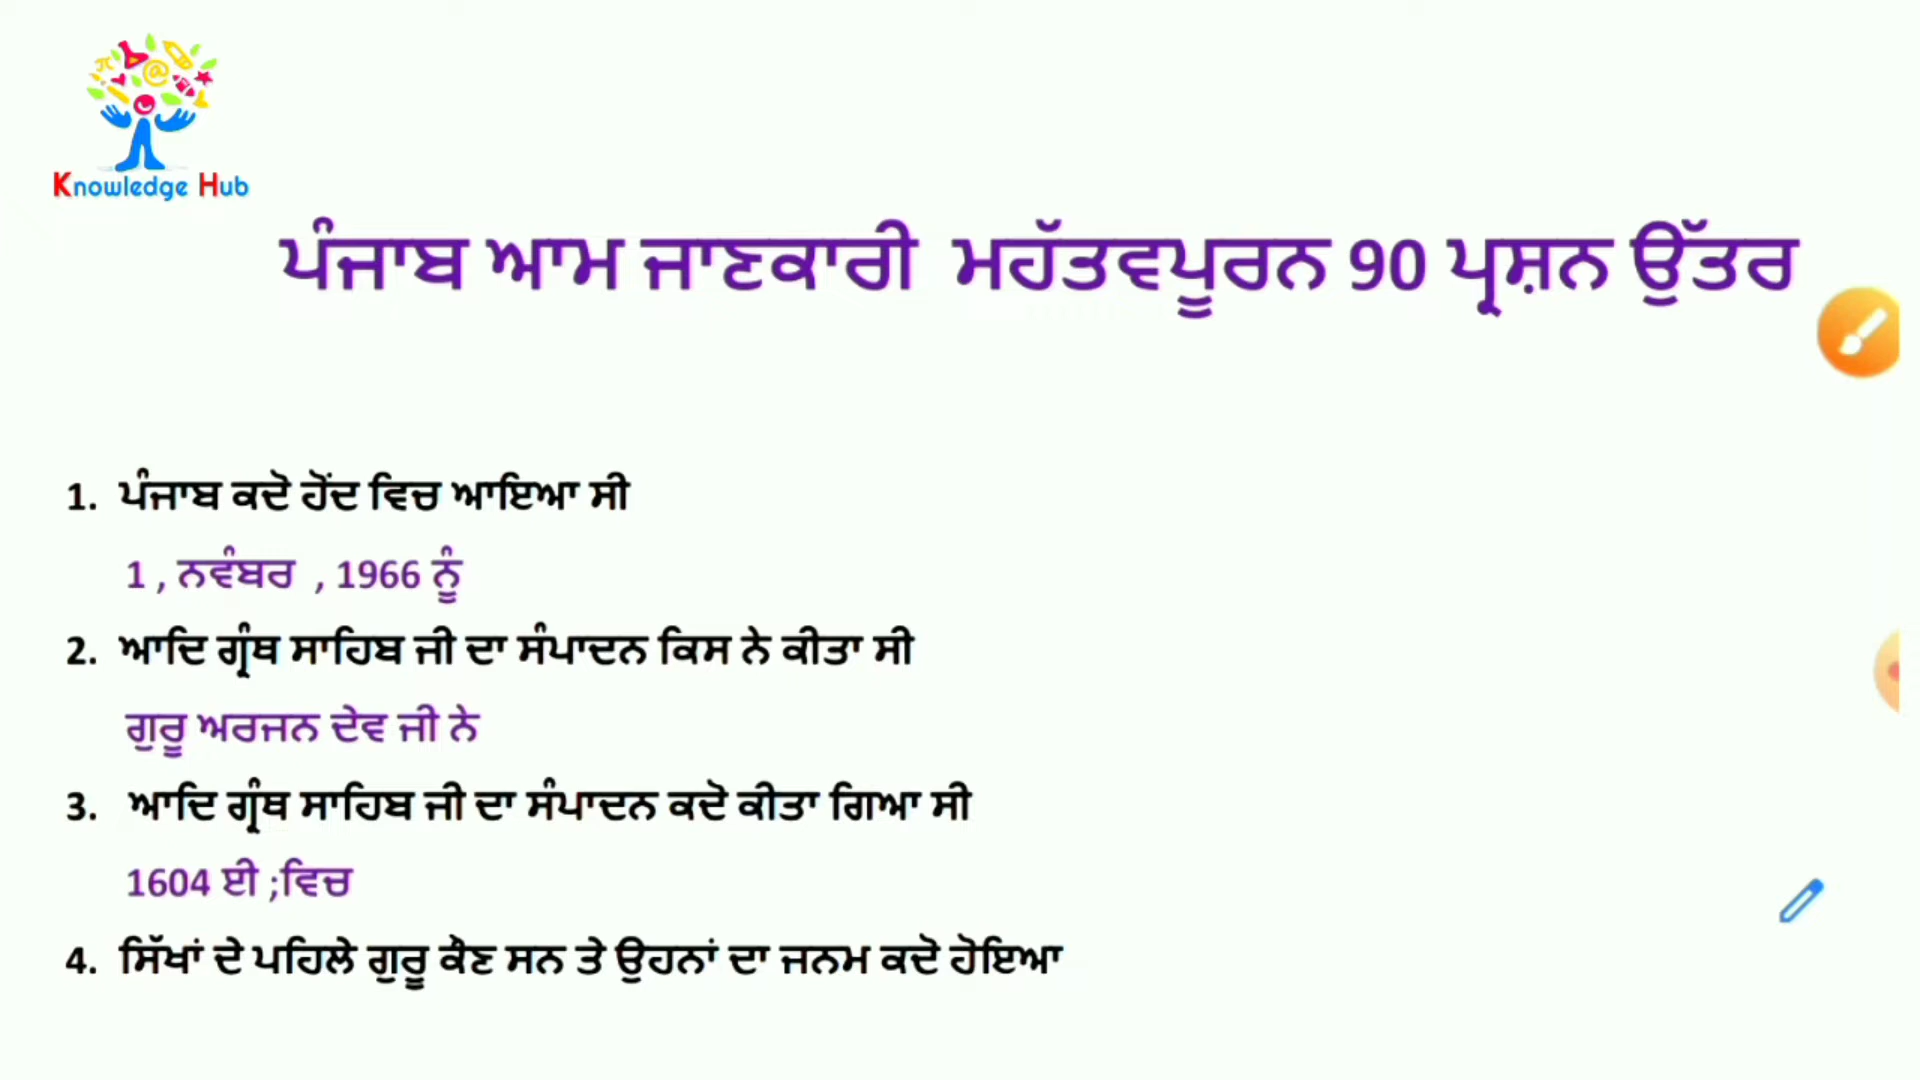 Knowledge Hub
ਪੰਜਾਬ ਆਮ ਜਾਣਕਾਰੀ ਮਹੱਤਵਪੂਰਨ 90 ਪ੍ਰਸ਼ਨ ਉੱਤਰ
1. ਪੰਜਾਬ ਕਦੋ ਹੋਂਦ ਵਿਚ ਆਇਆ ਸੀ
1 , ਨਵੰਬਰ , 1966 ਨੂੰ
2. ਆਦਿ ਗ੍ਰੰਥ ਸਾਹਿਬ ਜੀ ਦਾ ਸੰਪਾਦਨ ਕਿਸ ਨੇ ਕੀਤਾ ਸੀ
ਗੁਰੂ ਅਰਜਨ ਦੇਵ ਜੀ ਨੇ
3. ਆਦਿ ਗ੍ਰੰਥ ਸਾਹਿਬ ਜੀ ਦਾ ਸੰਪਾਦਨ ਕਦੋ ਕੀਤਾ ਗਿਆ ਸੀ
1604 ਈ ;ਵਿਚ
4. ਸਿੱਖਾਂ ਦੇ ਪਹਿਲੇ ਗੁਰੂ ਕੌਣ ਸਨ ਤੇ ਉਹਨਾਂ ਦਾ ਜਨਮ ਕਦੋ ਹੋਇਆ